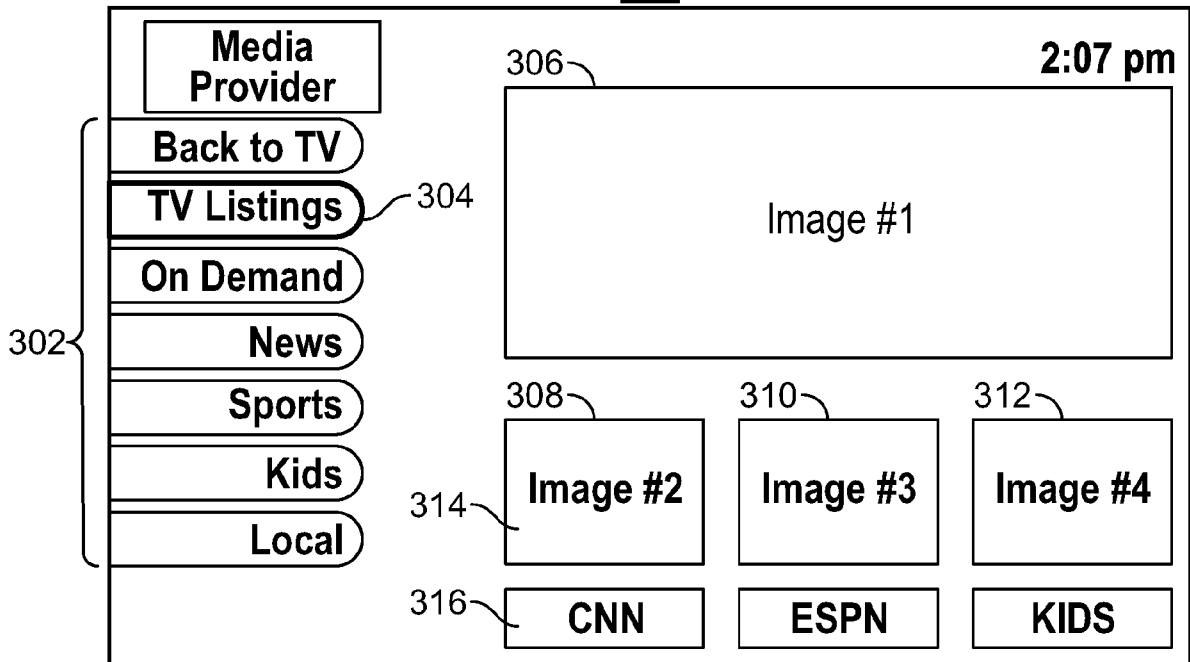 Media
Provider
2:07 pm
306
Back to TV
TV Listings
304
On Demand
302
News
Sports
Kids
Local
Image #1
308
310
312
Image #2
Image #3
Image #4
314
316
CNN
ESPN
KIDS